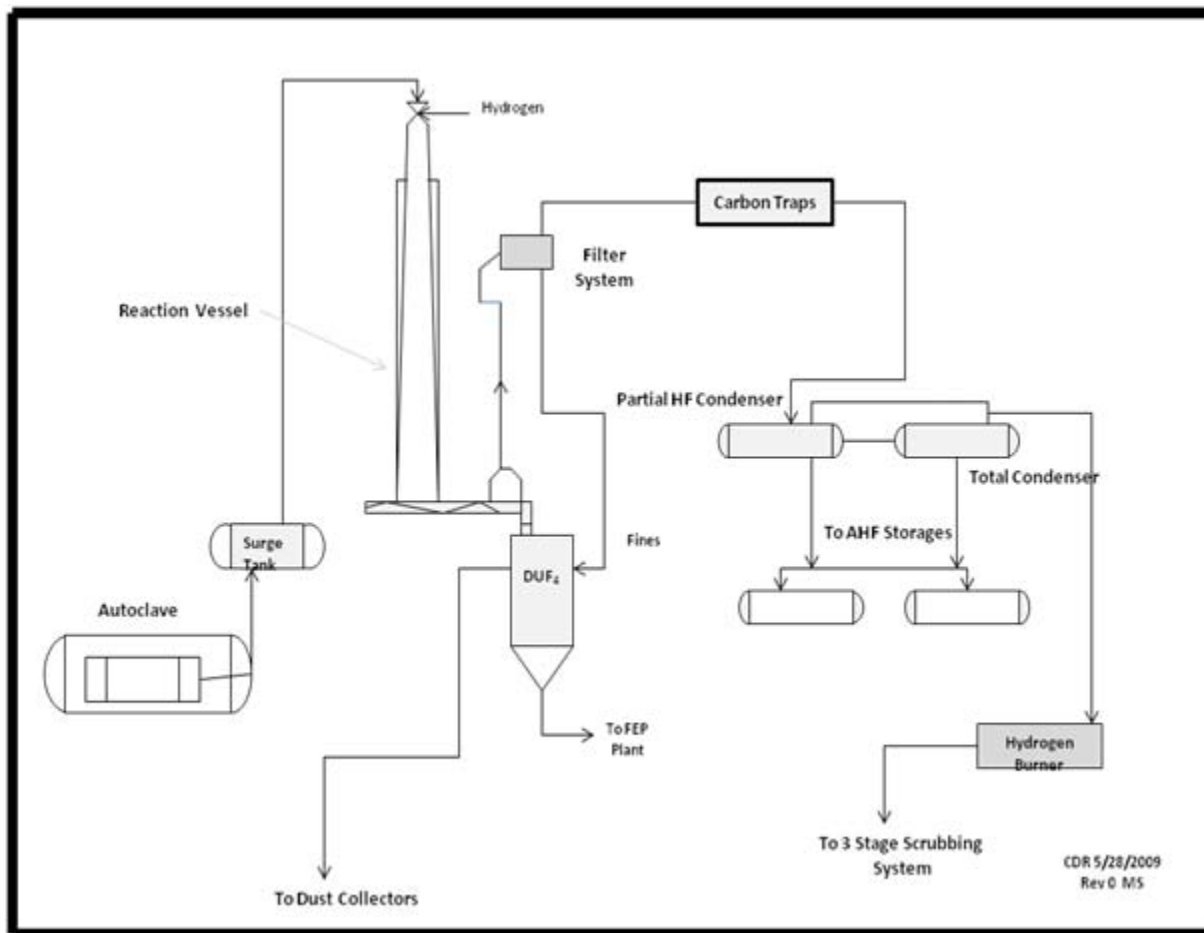 Hydrogen
Carbon Traps
Filter
System
Reaction Vessel
Partial HF Condenser
Total Condenser
Surge
Tank
To AHF Storages
Fines
DUF₄
Autoclave
To FEP
Plant
Hydrogen
Burner
To 3 Stage Scrubbing
System
CDR 5/28/2009
Rev 0 MS
To Dust Collectors